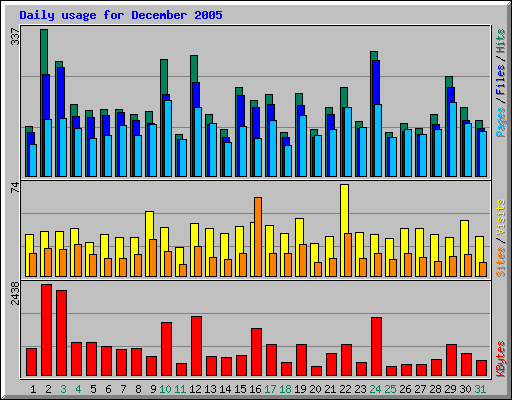 Daily usage for December 2005
337
Pages / Files / Hits
74
Sites / Visits
2438
KBytes
1 2 3 4 5 6 7 8 9 10 11 12 13 14 15 16 17 18 19 20 21 22 23 24 25 26 27 28 29 30 31